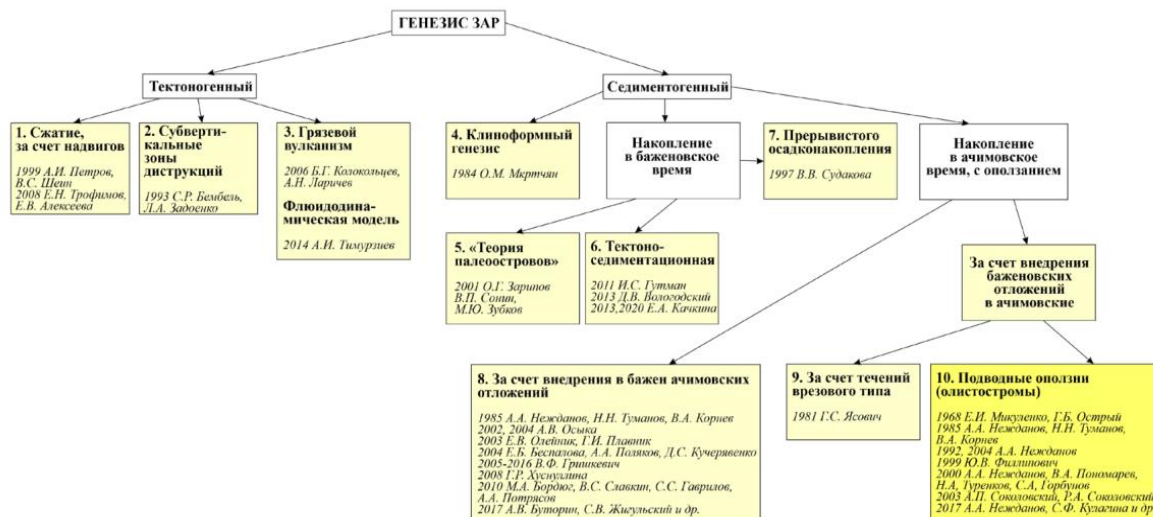 ГЕНЕЗИС ЗАР
Тектоногенный
Седиментогенный
1. Сжатие,
за счет надвигов
1999 А.И. Петров,
В.С. Шеин
2008 Е.Н. Трофимов,
Е.В. Алексеева
2. Субверти-
кальные
зоны
диструкций
1993 С.Р. Бембель,
Л.А. Задоенко
3. Грязевой
вулканизм
2006 Б.Г. Колокольцев,
А.Н. Ларичев
Флюидодина-
мическая модель
2014 А.И. Тимурзиев
4. Клиноформный
генезис
1984 О.М. Мкртчян
Накопление
в баженовское
время
7. Прерывистого
осадконакопления
1997 В.В. Судакова
Накопление
в ачимовское
время, с оползанием
5. «Теория
палеоостровов»
2001 О.Г. Зарипов
В.П. Сонин,
М.Ю. Зубков
6. Тектоно-
седиментационная
2011 И.С. Гутман
2013 Д.В. Вологодский
2013,2020 Е.А. Качкина
За счет внедрения
баженовских
отложений
в ачимовские
8. За счет внедрения в бажен ачимовских
отложений
1985 А.А. Нежданов, Н.Н. Туманов, В.А. Корнев
2002, 2004 А.В. Осыка
2003 Е.В. Олейник, Г.И. Плавник
2004 Е.Б. Беспалова, А.А. Поляков, Д.С. Кучерявенко
2005-2016 В.Ф. Гришкевич
2008 Г.Р. Хуснуллина
2010 М.А. Бордюг, В.С. Славкин, С.С. Гаврилов,
А.А. Потрясов
2017 А.В. Буторин, С.В. Жигульский и др.
9. За счет течений
врезового типа
1981 Г.С. Ясович
10. Подводные оползни
(олистостромы)
1968 Е.И. Микуленко, Г.Б. Острый
1985 А.А. Нежданов, Н.Н. Туманов,
В.А. Корнев
1992, 2004 А.А. Нежданов
1999 Ю.В. Филлипович
2000 А.А. Нежданов, В.А. Пономарев,
Н.А, Туренков, С.А, Горбунов
2003 А.П. Соколовский, Р.А. Соколовский
2017 А.А. Нежданов, С.Ф. Кулагина и др.